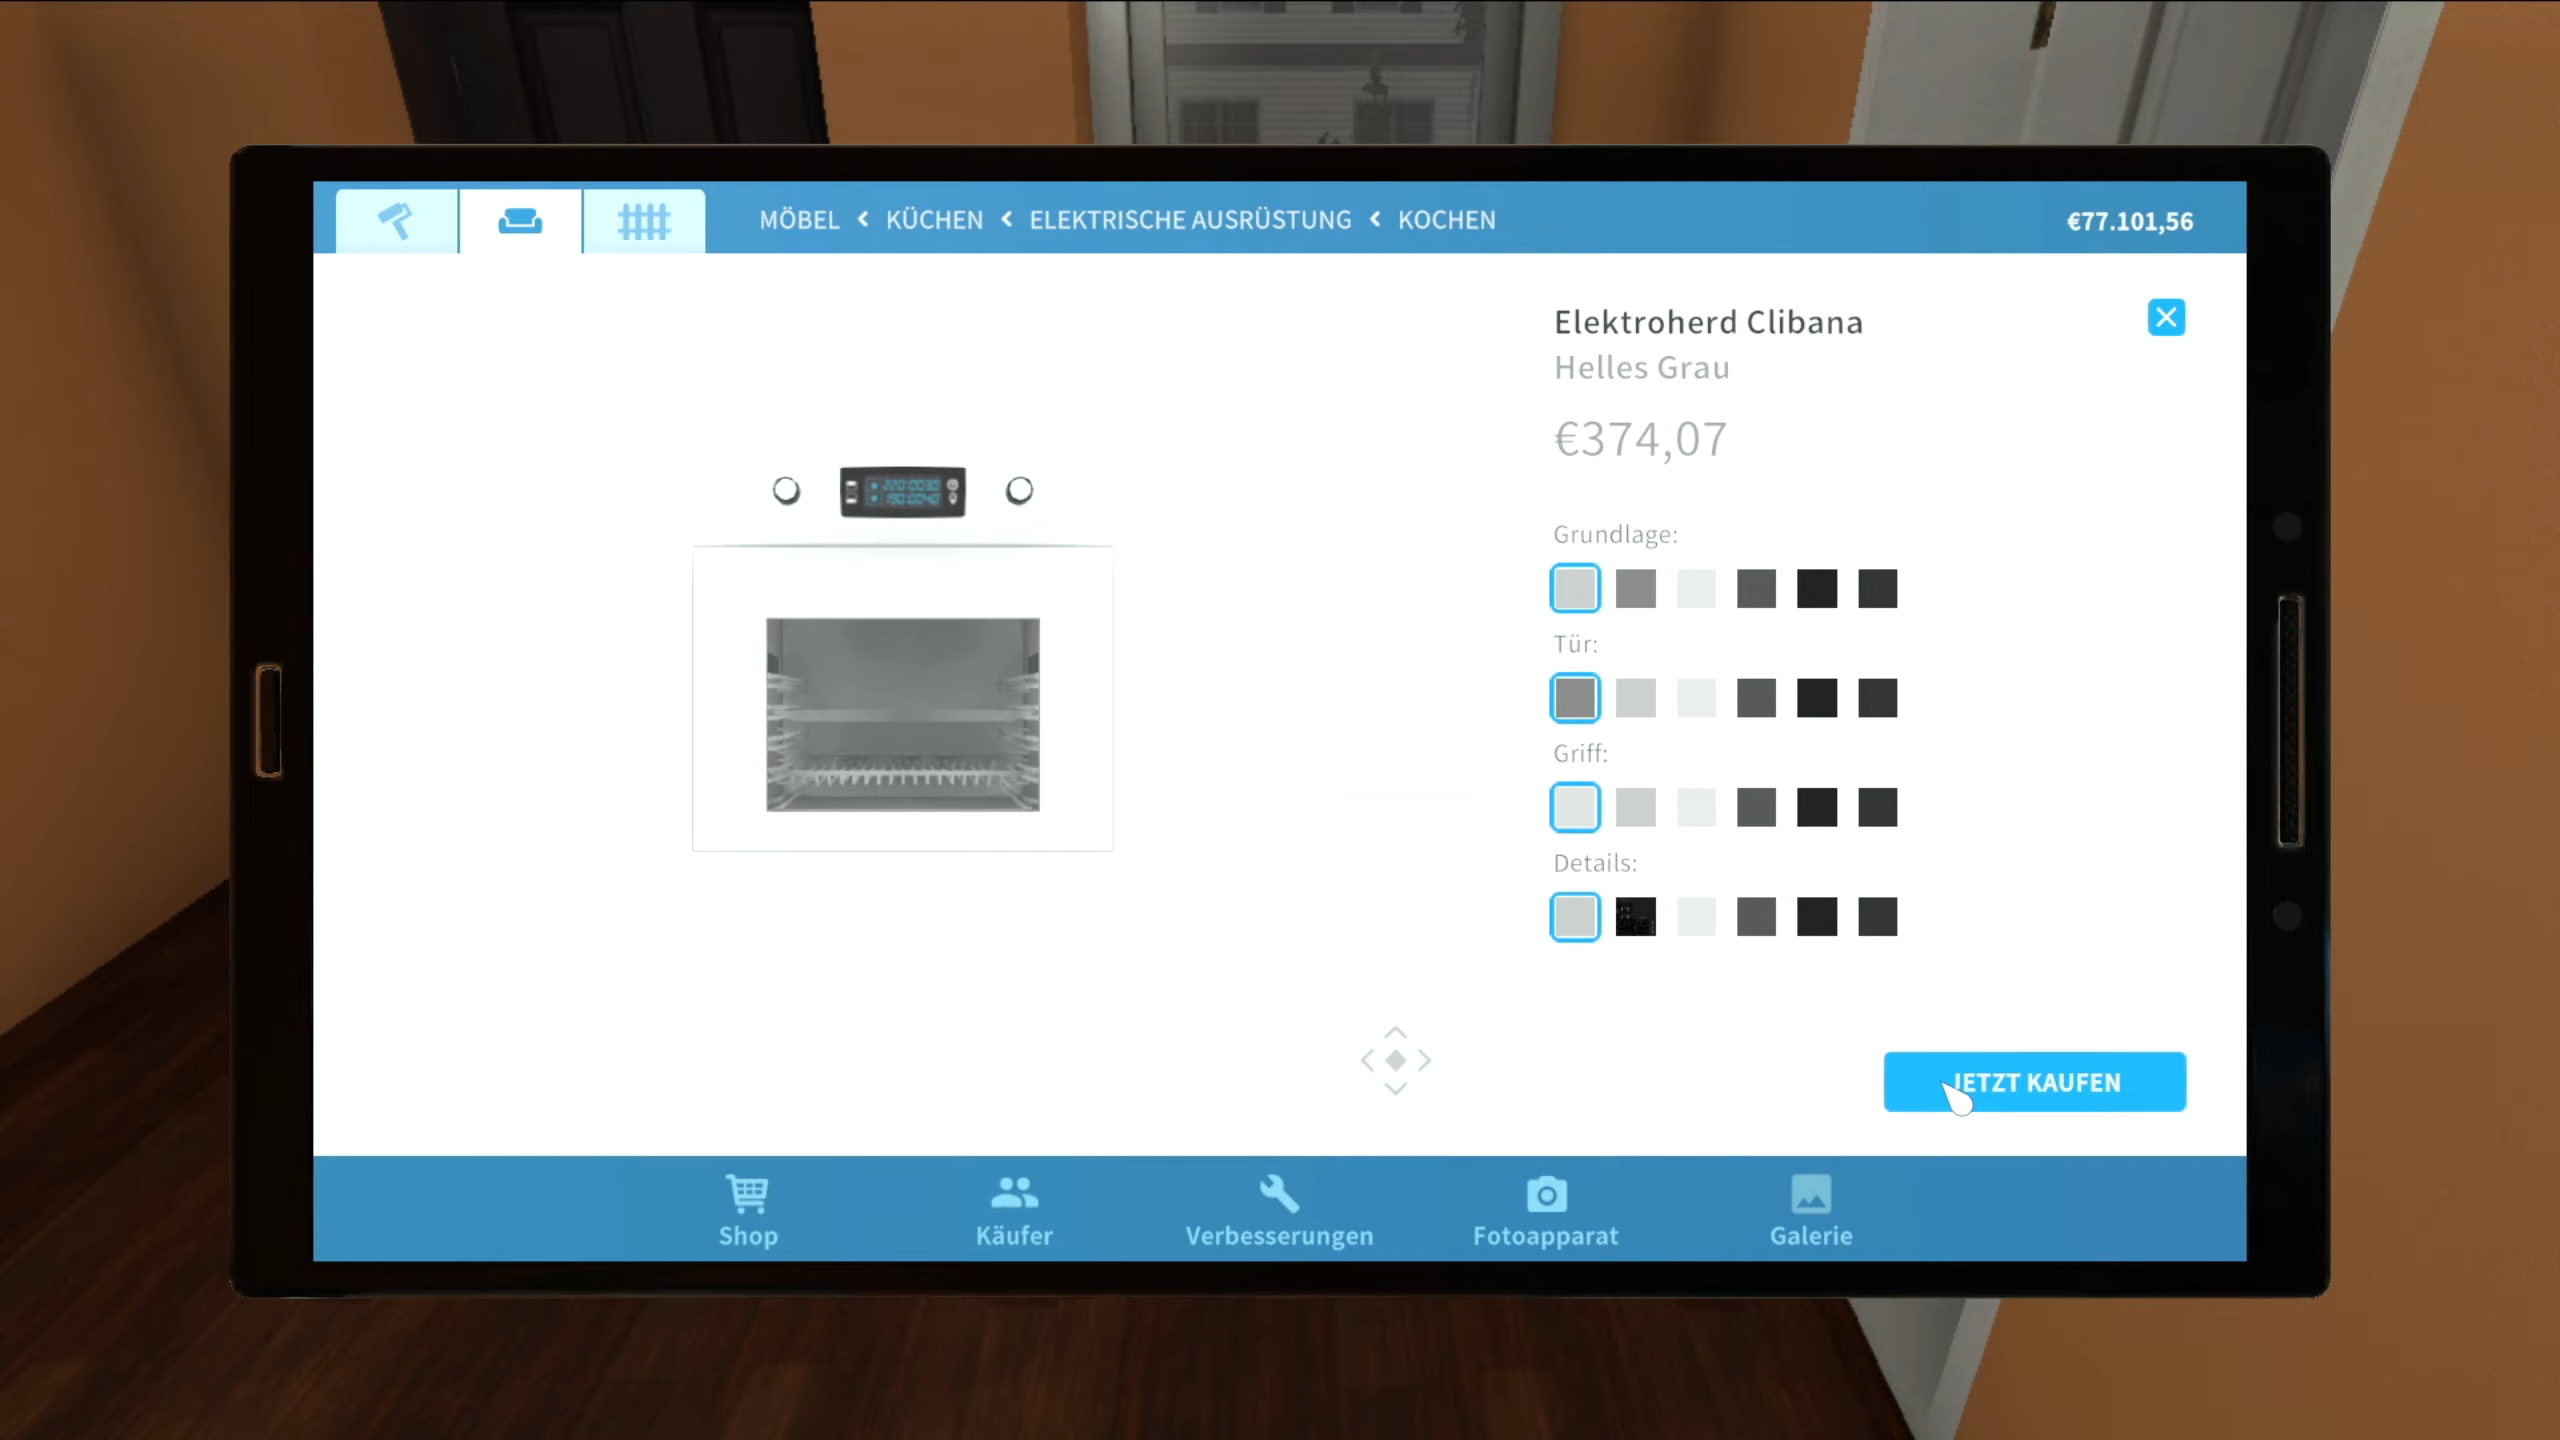 MÖBEL < KÜCHEN < ELEKTRISCHE AUSRÜSTUNG < KOCHEN
€77.101,56
Elektroherd Clibana
Helles Grau
€374,07
Grundlage:
Tür:
Griff:
Details:
JETZT KAUFEN
Shop
Käufer
Verbesserungen
Fotoapparat
Galerie